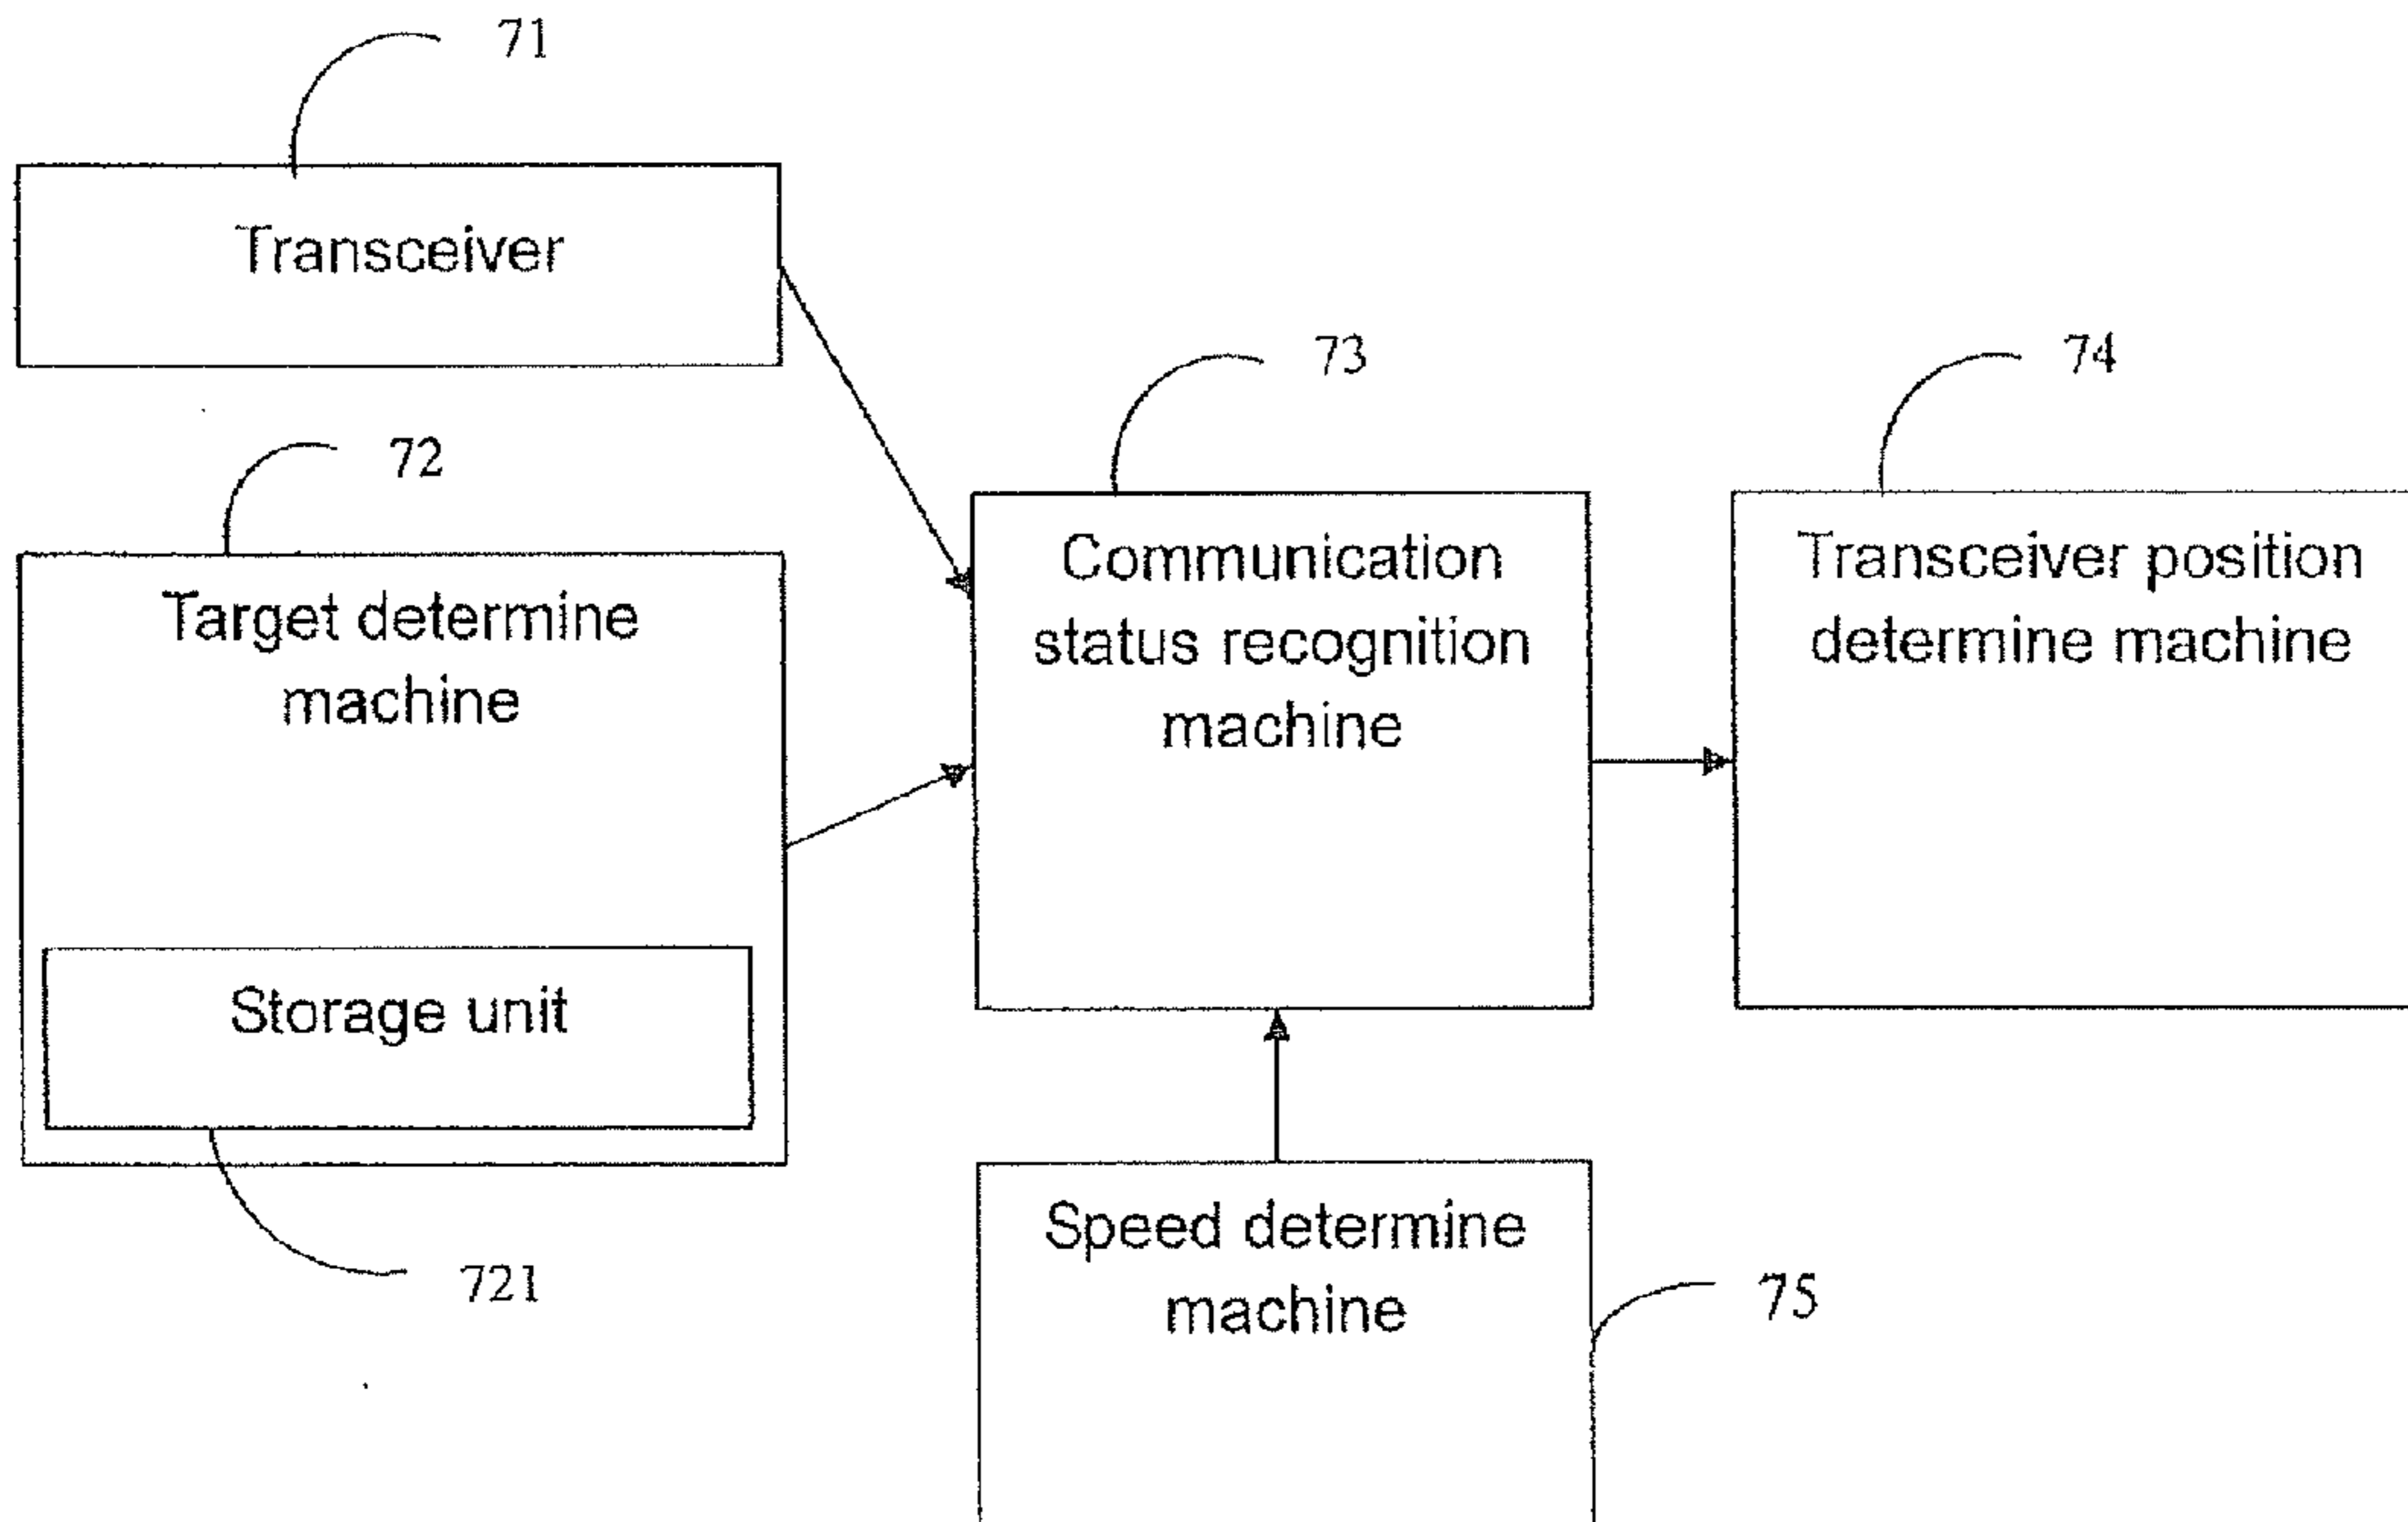 71
Transceiver
72
Target determine
machine
Storage unit
721
73
Communication
status recognition
machine
74
Transceiver position
determine machine
Speed determine
machine
75